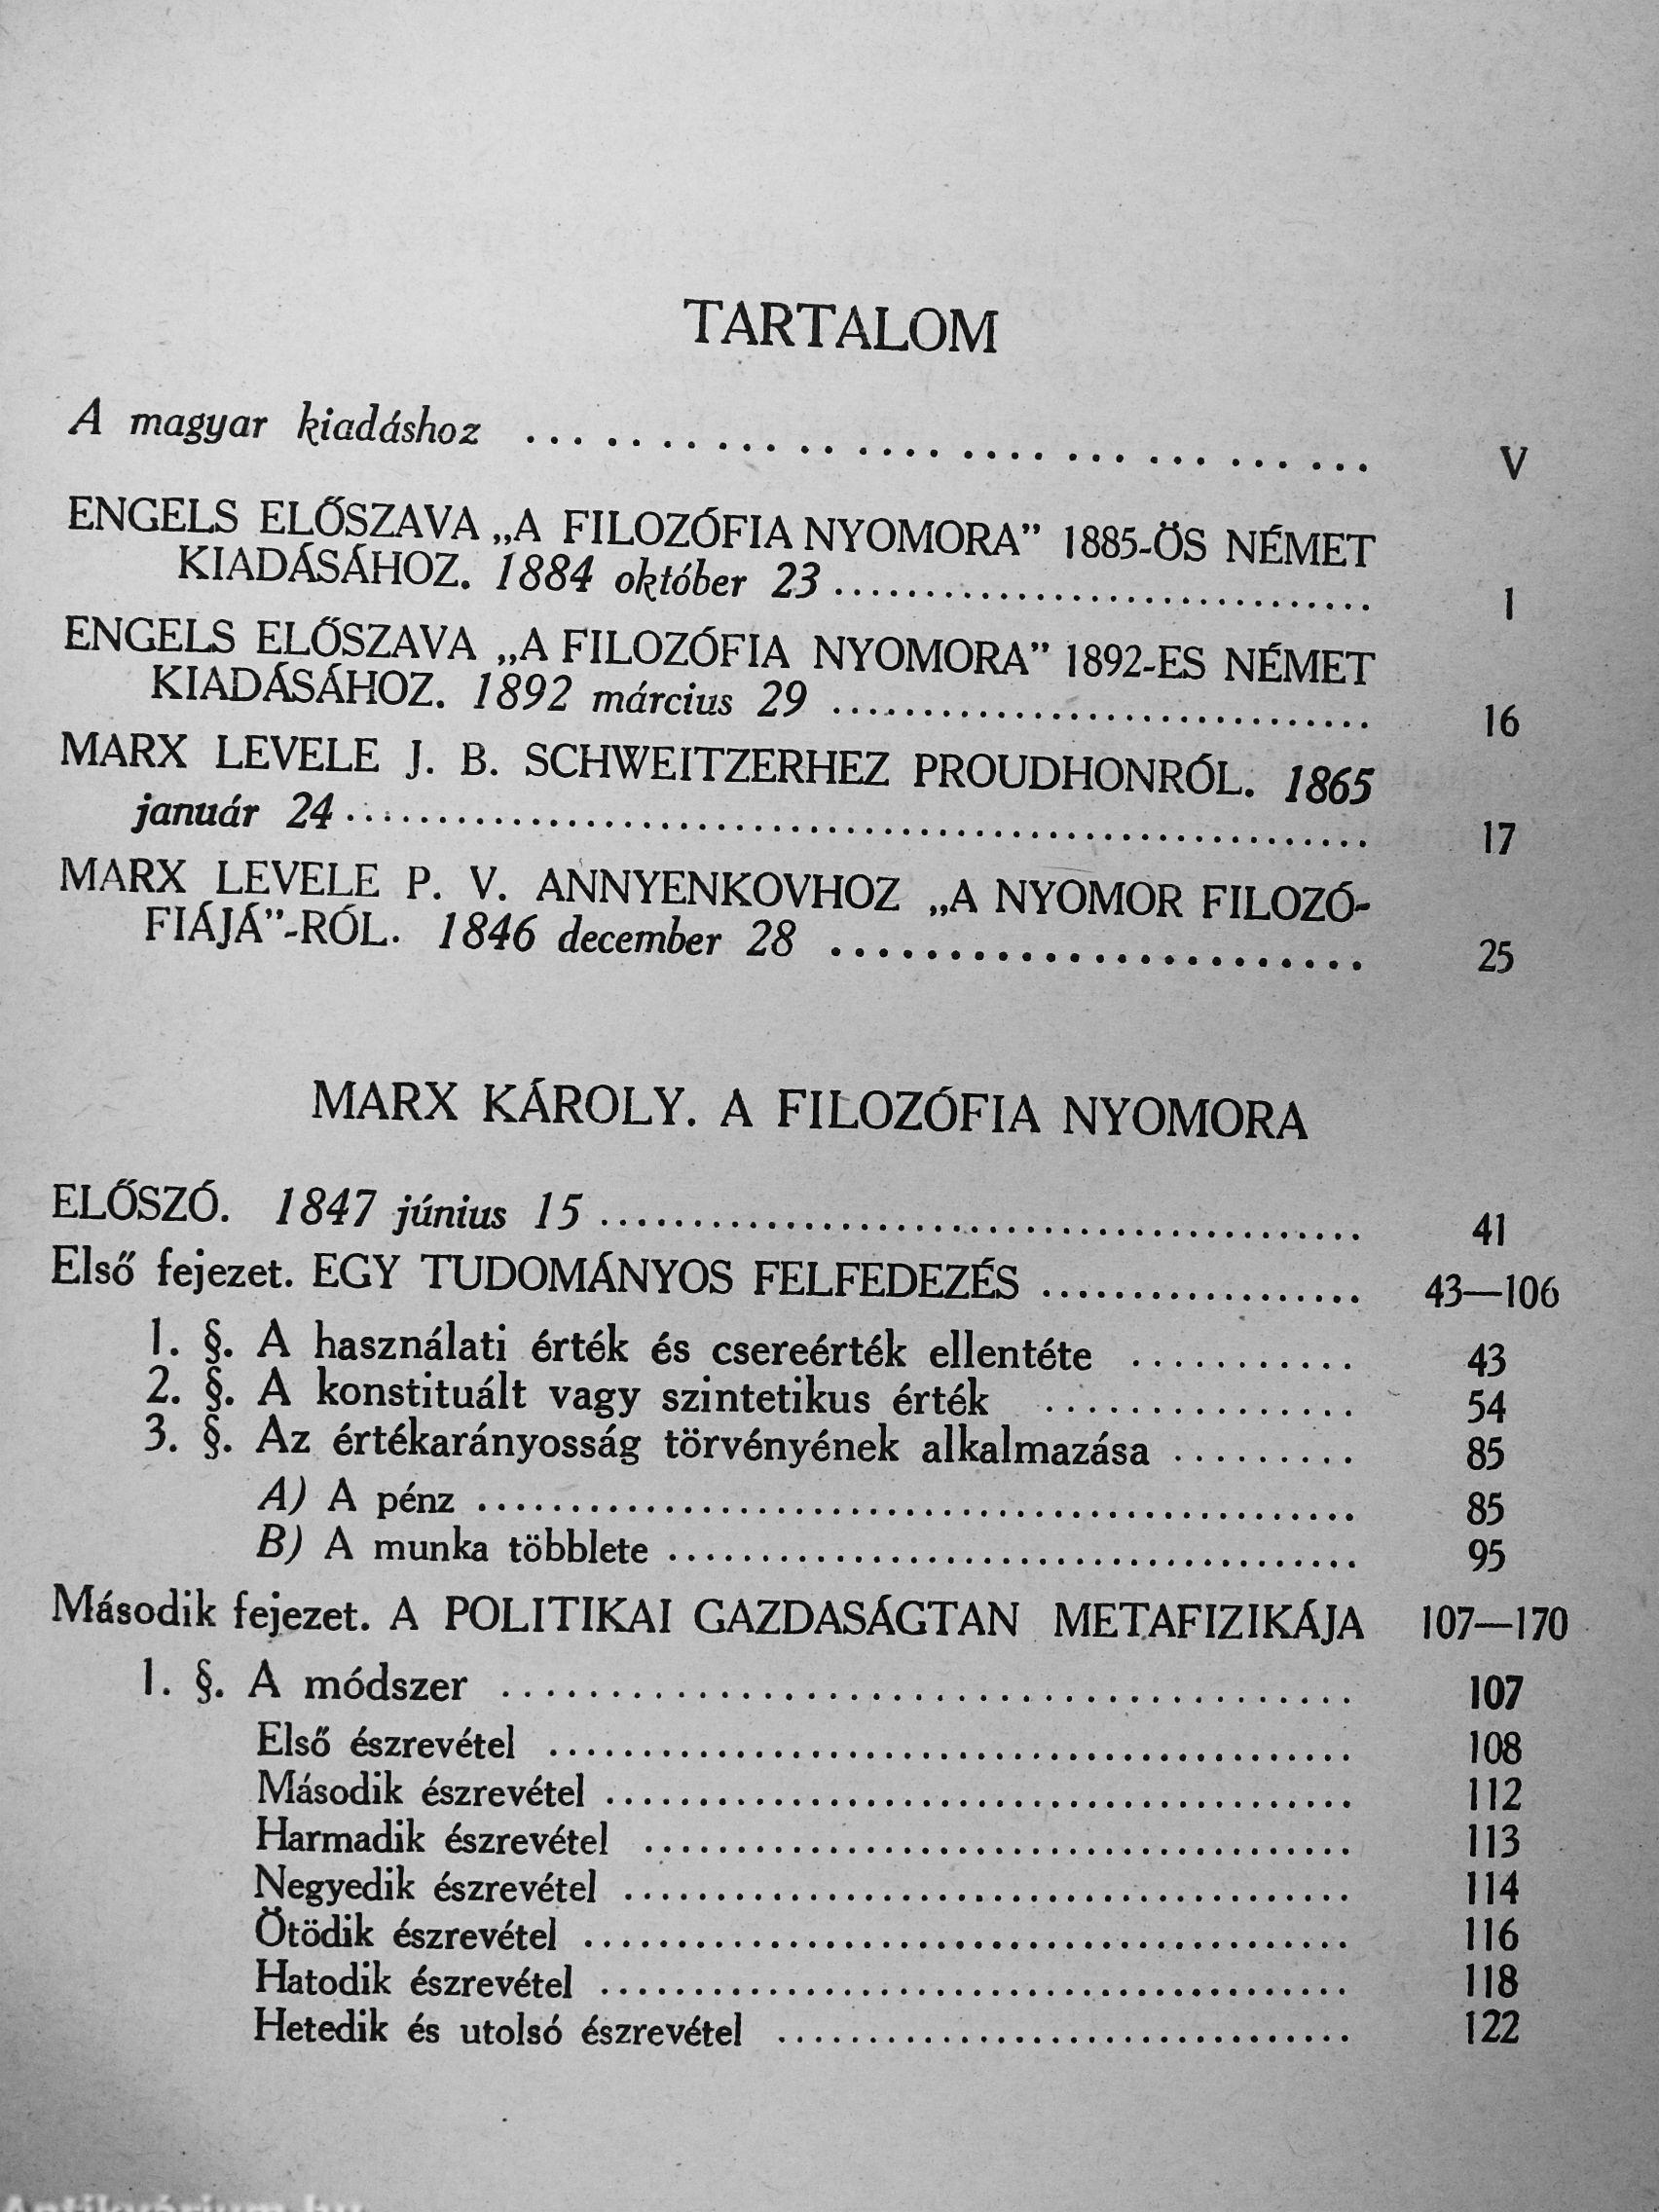 TARTALOM
A magyar kiadáshoz ... V
ENGELS ELŐSZAVA „A FILOZÓFIA NYOMORA” 1885-ÖS NÉMET
KIADÁSÁHOZ. 1884 október 23 ... 1
ENGELS ELŐSZAVA „A FILOZÓFIA NYOMORA” 1892-ES NÉMET
KIADÁSÁHOZ. 1892 március 29 ... 16
MARX LEVELE J. B. SCHWEITZERHEZ PROUDHONRÓL. 1865
január 24 ... 17
MARX LEVELE P. V. ANNYENKOVHOZ „A NYOMOR FILOZÓ-
FIÁJÁ”-RÓL. 1846 december 28 ... 25
MARX KÁROLY. A FILOZÓFIA NYOMORA
ELŐSZÓ. 1847 június 15 ... 41
Első fejezet. EGY TUDOMÁNYOS FELFEDEZÉS ... 43—106
1. §. A használati érték és csereérték ellentéte ... 43
2. §. A konstituált vagy szintetikus érték ... 54
3. §. Az értékarányosság törvényének alkalmazása ... 85
A) A pénz ... 85
B) A munka többlete ... 95
Második fejezet. A POLITIKAI GAZDASÁGTAN METAFIZIKÁJA 107—170
1. §. A módszer ... 107
Első észrevétel ... 108
Második észrevétel ... 112
Harmadik észrevétel ... 113
Negyedik észrevétel ... 114
Ötödik észrevétel ... 116
Hatodik észrevétel ... 118
Hetedik és utolsó észrevétel ... 122